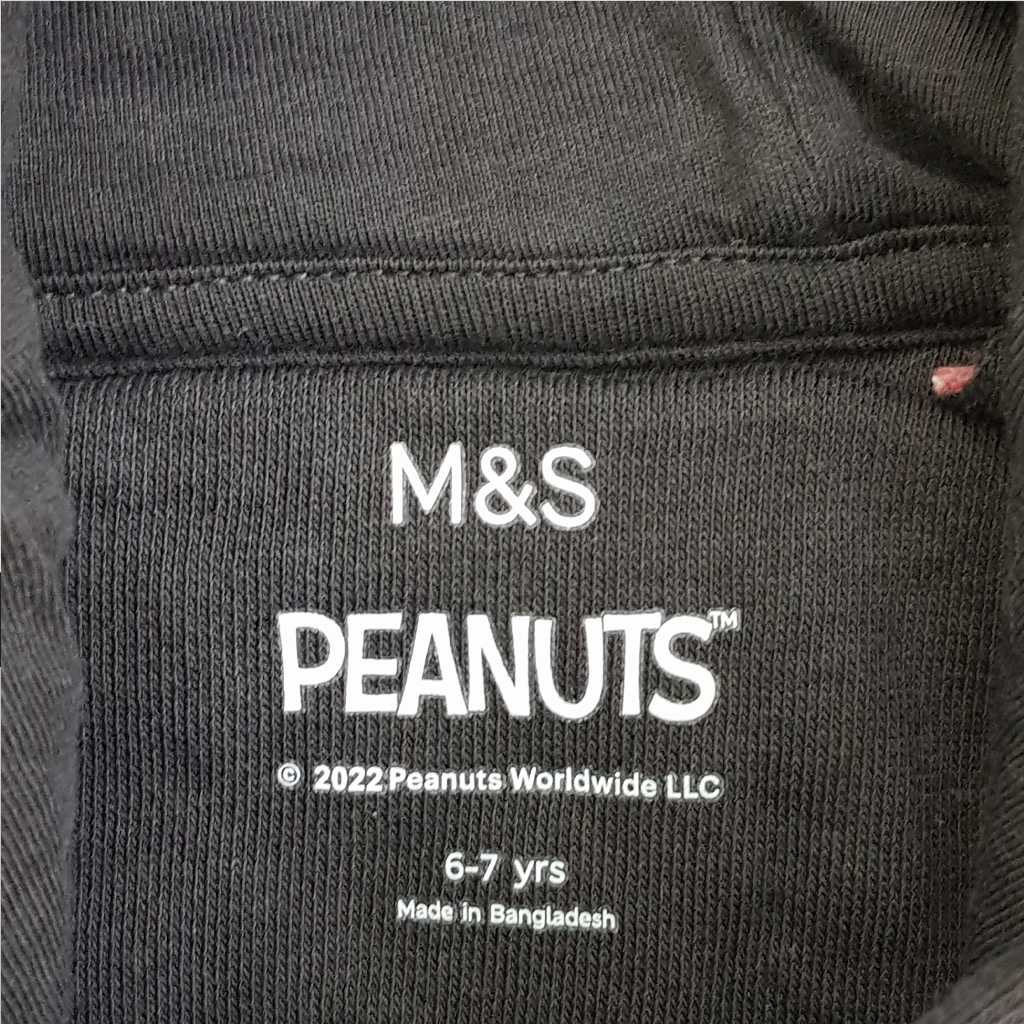 M&S
PEANUTS™
© 2022 Peanuts Worldwide LLC
6-7 yrs
Made in Bangladesh